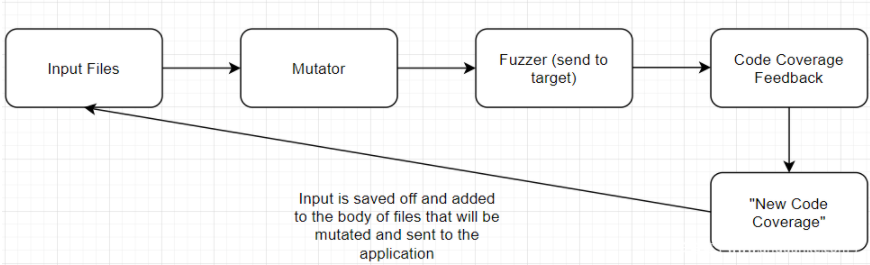 Input Files
Mutator
Fuzzer (send to
target)
Code Coverage
Feedback
"New Code
Coverage"
Input is saved off and added
to the body of files that will be
mutated and sent to the
application